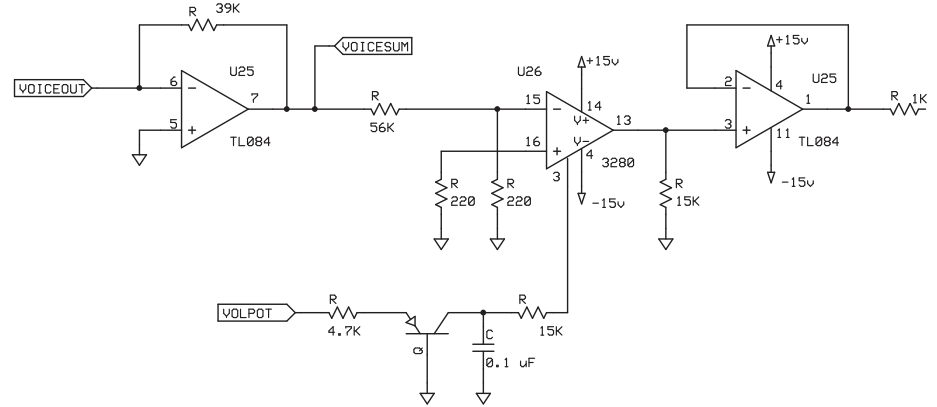 R 39K
VOICESUM
+15v
+15v
VOICEOUT
6
−
U25
7
5
+
TL084
R
56K
U26
15
−
14
V+
13
16
+
V−
4
3280
3
-15v
R
220
R
220
R
15K
2
−
4
U25
1
3
+
11
TL084
-15v
R 1K
VOLPOT
R
4.7K
Q
C
0.1 uF
R
15K